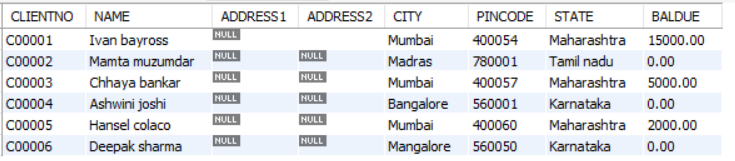 CLIENTNO NAME ADDRESS1 ADDRESS2 CITY PINCODE STATE BALDUE
C00001 Ivan bayross NULL Mumbai 400054 Maharashtra 15000.00
C00002 Mamta muzumdar NULL NULL Madras 780001 Tamil nadu 0.00
C00003 Chhaya bankar NULL NULL Mumbai 400057 Maharashtra 5000.00
C00004 Ashwini joshi NULL NULL Bangalore 560001 Karnataka 0.00
C00005 Hansel colaco NULL NULL Mumbai 400060 Maharashtra 2000.00
C00006 Deepak sharma NULL NULL Mangalore 560050 Karnataka 0.00